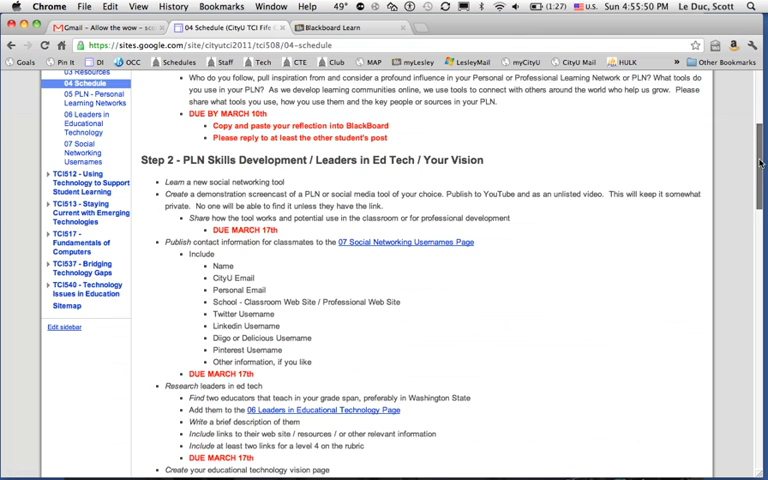 Chrome File Edit View History Bookmarks Window Help 49° (1:27) U.S. Sun 4:55:50 PM Le Duc, Scott
Gmail – Allow the wow – sco 04 Schedule (CityU TCI Fife C Blackboard Learn
https://sites.google.com/site/cityutci2011/tci508/04-schedule
Goals Pi Pint DI OCC Schedules Staff Tech CTE Club MAP myLesley LesleyMail myCityU CityU Mail HULK » Other Bookmarks
03 Resources
04 Schedule
05 PLN - Personal
Learning Networks
06 Leaders in
Educational
Technology
07 Social
Networking
Usernames
TCI512 - Using
Technology to Support
Student Learning
TCI513 - Staying
Current with Emerging
Technologies
TCI517 -
Fundamentals of
Computers
TCI537 - Bridging
Technology Gaps
TCI540 - Technology
Issues in Education
Sitemap
Edit sidebar
Who do you follow, pull inspiration from and consider a profound influence in your Personal or Professional Learning Network or PLN? What tools do
you use in your PLN? As we develop learning communities online, we use tools to connect with others around the world who help us grow. Please
share what tools you use, how you use them and the key people or sources in your PLN.
DUE BY MARCH 10th
Copy and paste your reflection into BlackBoard
Please reply to at least the other student's post
Step 2 - PLN Skills Development / Leaders in Ed Tech / Your Vision
Learn a new social networking tool
Create a demonstration screencast of a PLN or social media tool of your choice. Publish to YouTube and as an unlisted video. This will keep it somewhat
private. No one will be able to find it unless they have the link.
Share how the tool works and potential use in the classroom or for professional development
DUE MARCH 17th
Publish contact information for classmates to the 07 Social Networking Usernames Page
Include
Name
CityU Email
Personal Email
School - Classroom Web Site / Professional Web Site
Twitter Username
Linkedin Username
Diigo or Delicious Username
Pinterest Username
Other information, if you like
DUE MARCH 17th
Research leaders in ed tech
Find two educators that teach in your grade span, preferably in Washington State
Add them to the 06 Leaders in Educational Technology Page
Write a brief description of them
Include links to their web site / resources / or other relevant information
Include at least two links for a level 4 on the rubric
DUE MARCH 17th
Create your educational technology vision page